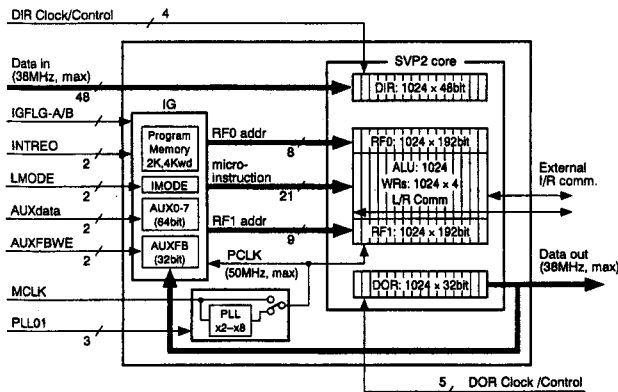 DIR Clock/Control
4
Data in
(38MHz, max)
48
SVP2 core
DIR: 1024 x 48bit
IG
IGFLG-A/B
INTREO
2
LMODE
2
AUXdata
2
AUXFBWE
2
Program
Memory
2K,4Kwd
IMODE
AUX0-7
(64bit)
AUXFB
(32bit)
RF0 addr
8
micro-
instruction
21
RF1 addr
9
RF0: 1024 x 192bit
ALU: 1024
WRs: 1024 x 4
L/R Comm
RF1: 1024 x 192bit
External
I/R comm.
PCLK
(50MHz, max)
Data out
(38MHz, max)
DOR: 1024 x 32bit
MCLK
PLL
x2–x8
PLL01
3
5
DOR Clock /Control